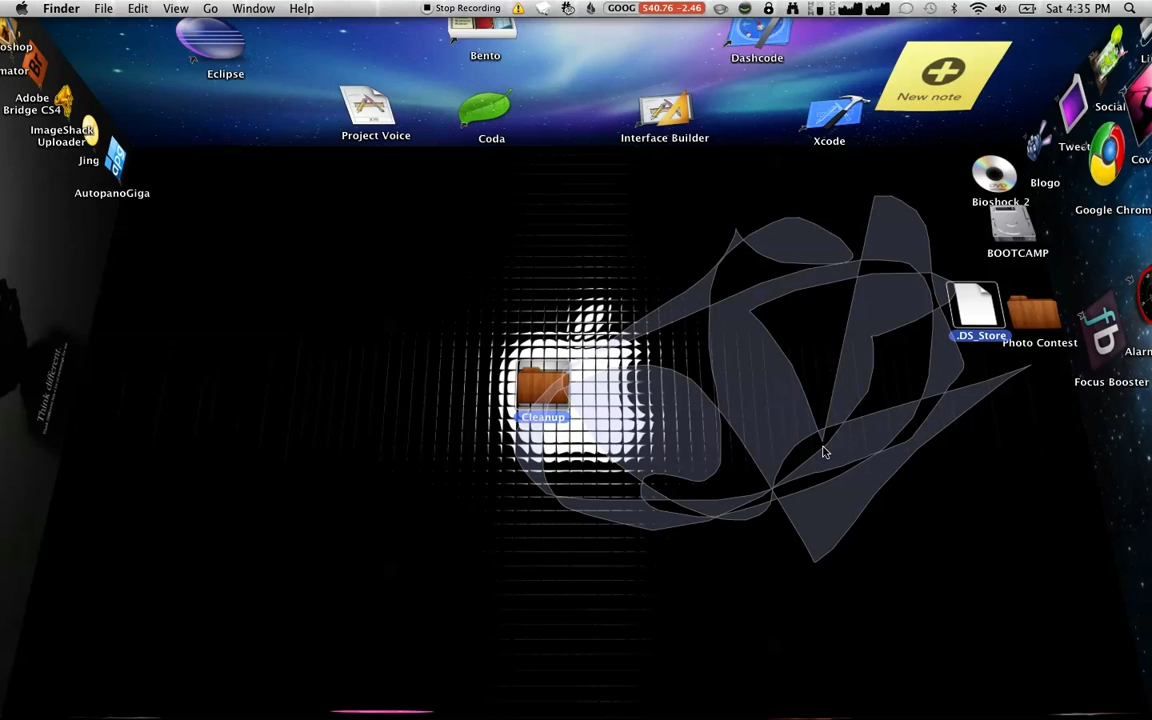 Finder File Edit View Go Window Help Stop Recording GOOG 540.76 -2.46 Sat 4:35 PM
Eclipse
Bento
Dashcode
New note
Project Voice
Coda
Interface Builder
Xcode
Adobe
Bridge CS4
ImageShack
Uploader
Jing
AutopanoGiga
Social
Blogo
Bioshock 2
Google Chrom
BOOTCAMP
.DS_Store
Photo Contest
Focus Booster
Alarm
Cleanup
Think different.